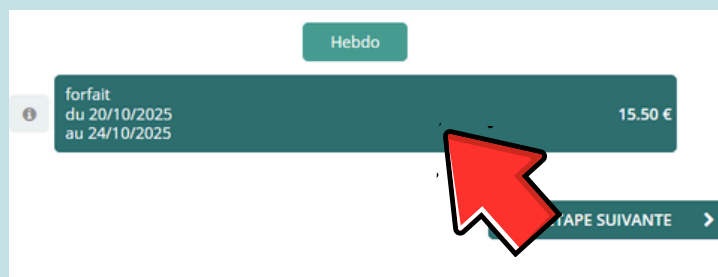 Hebdo
forfait
du 20/10/2025
15.50 €
au 24/10/2025
TAPE SUIVANTE